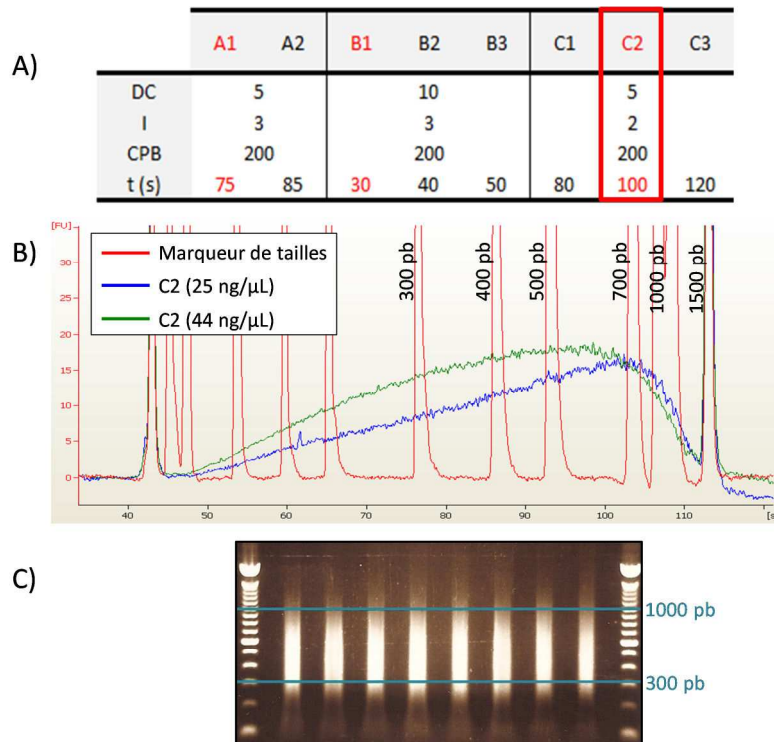 A)
A1 A2 B1 B2 B3 C1 C2 C3
DC 5 10 5
I 3 3 2
CPB 200 200 200
t (s) 75 85 30 40 50 80 100 120
B)
[FU]
Marqueur de tailles
C2 (25 ng/µL)
C2 (44 ng/µL)
300 pb
400 pb
500 pb
700 pb
1000 pb
1500 pb
30
25
20
15
10
5
0
40 50 60 70 80 90 100 110 [s
C)
1000 pb
300 pb